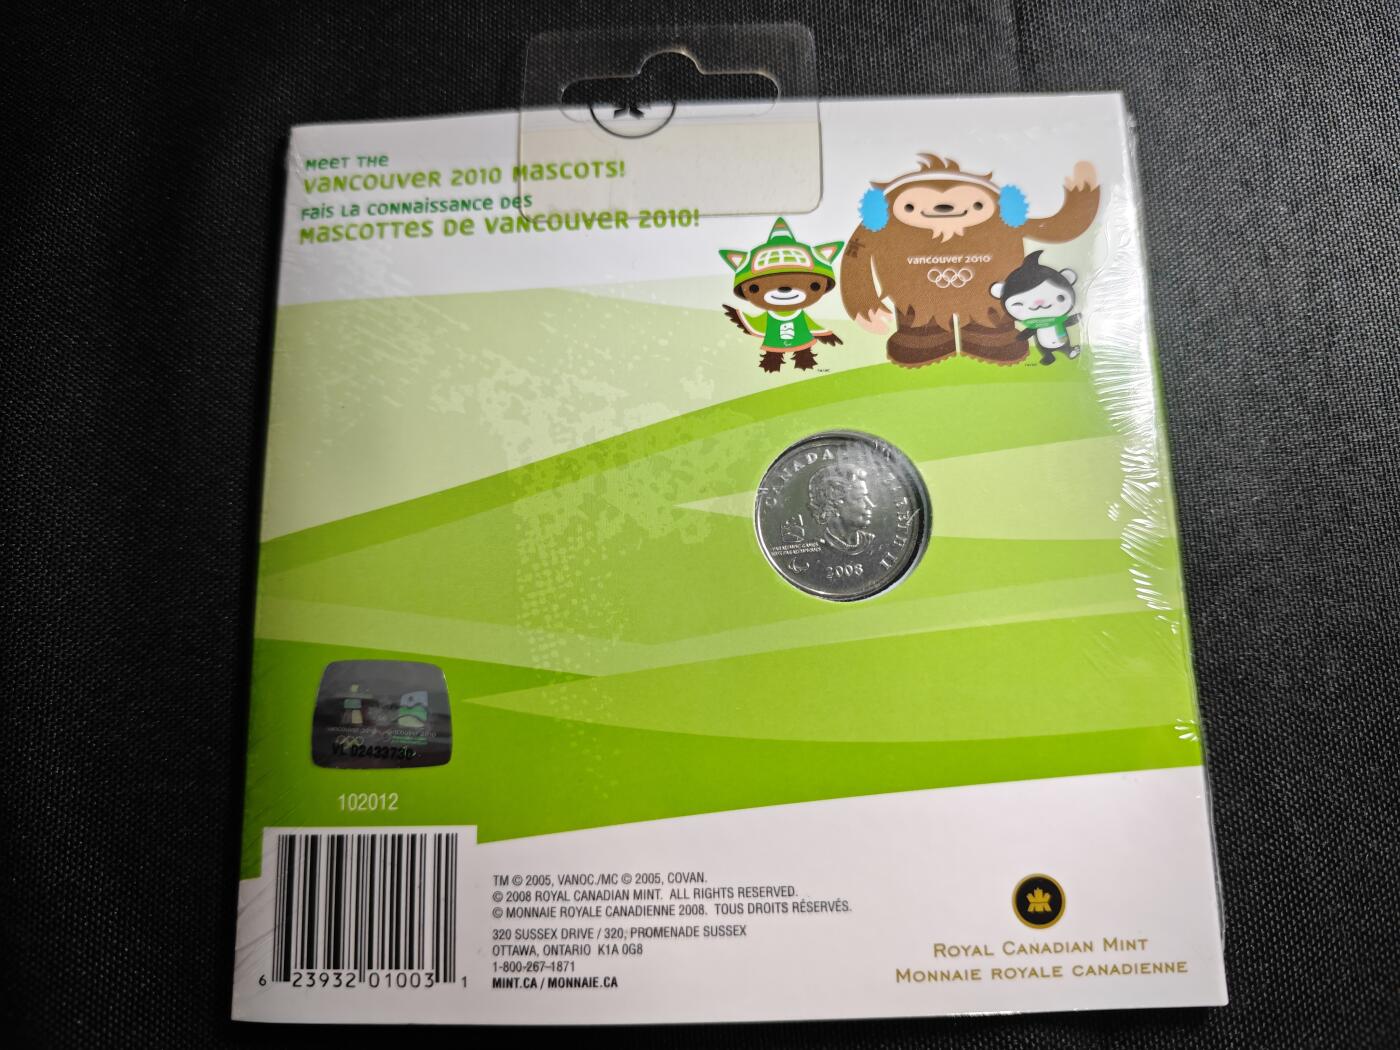 Meet the
Vancouver 2010 Mascots!
Fais la connaissance des
Mascottes de Vancouver 2010!
vancouver 2010
CANADA
2008
102012
6 23932 01003 1
TM © 2005, VANOC./MC © 2005, COVAN.
© 2008 ROYAL CANADIAN MINT. ALL RIGHTS RESERVED.
© MONNAIE ROYALE CANADIENNE 2008. TOUS DROITS RÉSERVÉS.
320 SUSSEX DRIVE / 320, PROMENADE SUSSEX
OTTAWA, ONTARIO K1A 0G8
1-800-267-1871
MINT.CA / MONNAIE.CA
ROYAL CANADIAN MINT
MONNAIE ROYALE CANADIENNE